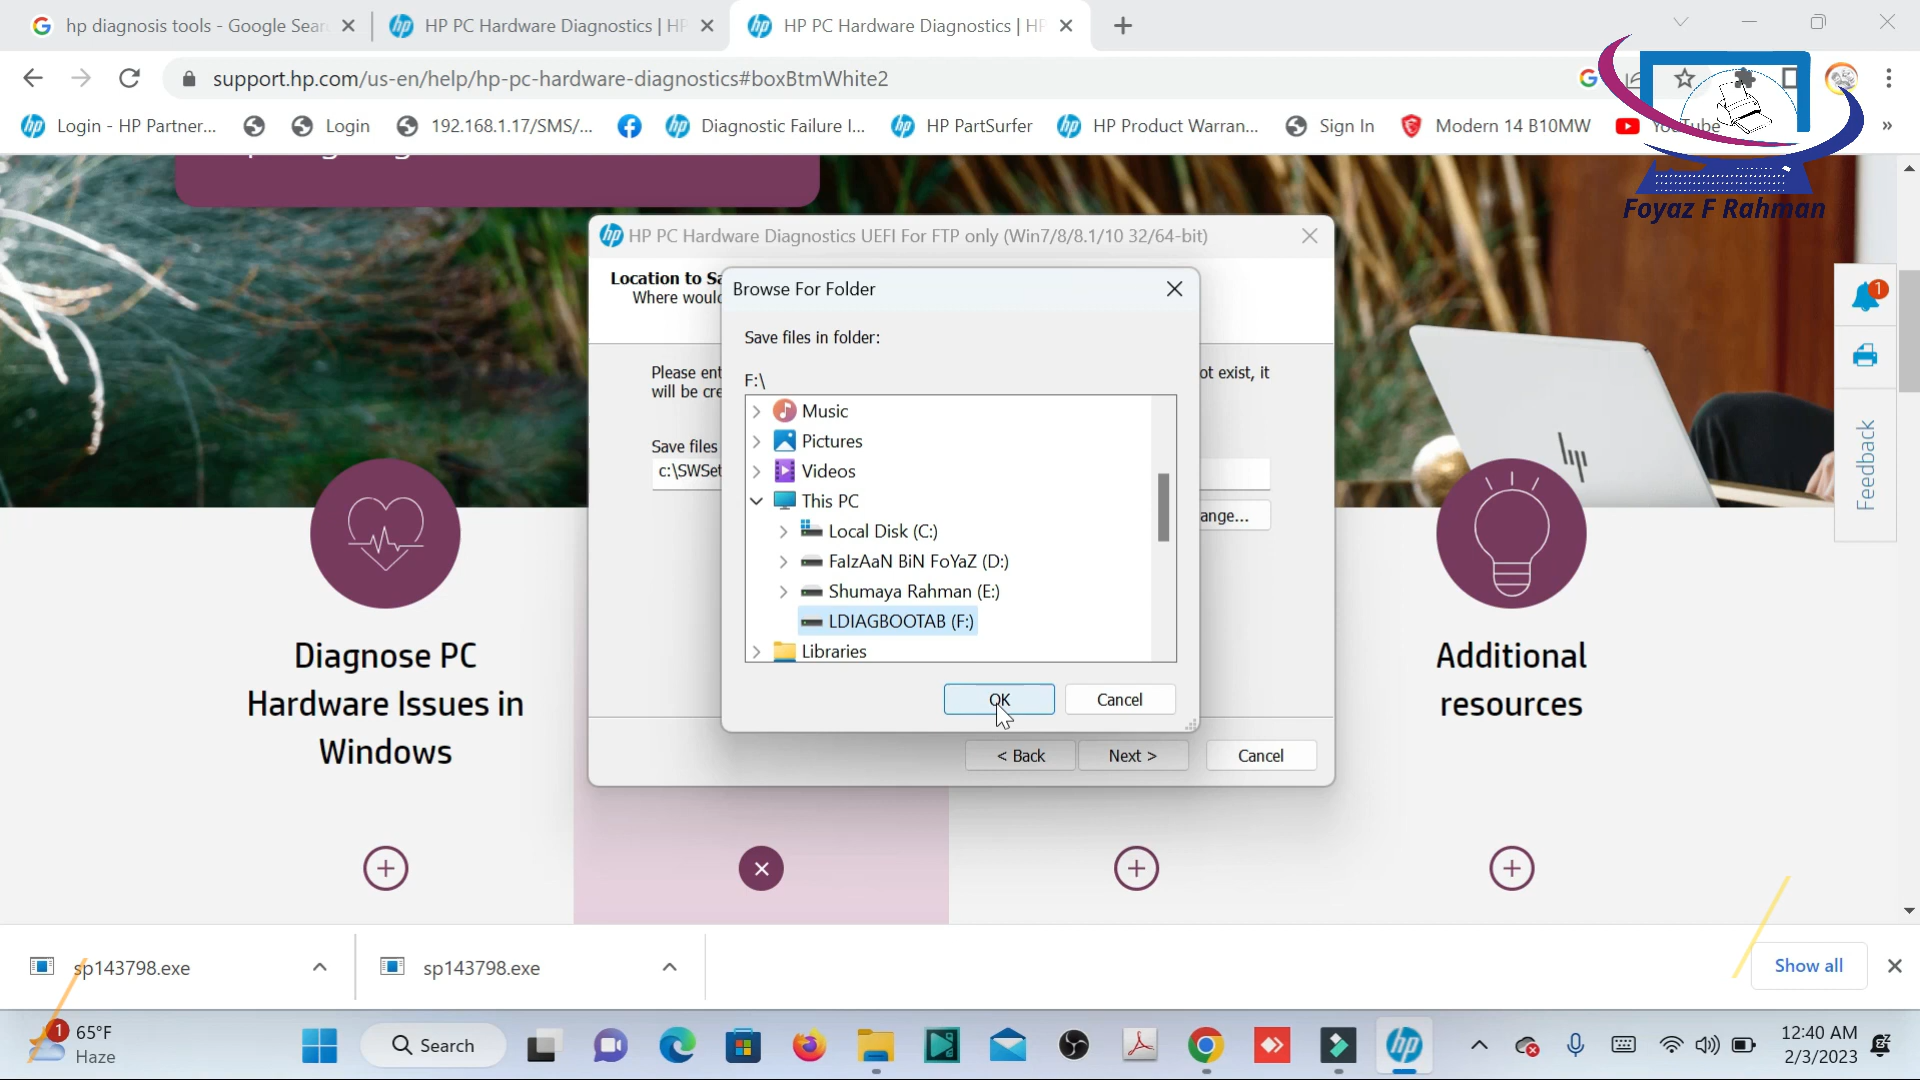 hp diagnosis tools - Google Sear
HP PC Hardware Diagnostics | HP
HP PC Hardware Diagnostics | HP
support.hp.com/us-en/help/hp-pc-hardware-diagnostics#boxBtmWhite2
Login - HP Partner...
Login
192.168.1.17/SMS/...
Diagnostic Failure I...
HP PartSurfer
HP Product Warran...
Sign In
Modern 14 B10MW
YouTube
»
Foyaz F Rahman
HP PC Hardware Diagnostics UEFI For FTP only (Win7/8/8.1/10 32/64-bit)
Location to Sa
Where would
Browse For Folder
Save files in folder:
F:\
Please ent
ot exist, it
will be cre
Save files
c:\SWSet
ange...
Music
Pictures
Videos
This PC
Local Disk (C:)
FaIzAaN BiN FoYaZ (D:)
Shumaya Rahman (E:)
LDIAGBOOTAB (F:)
Libraries
OK
Cancel
< Back
Next >
Cancel
hp
1
Feedback
Diagnose PC
Hardware Issues in
Windows
Additional
resources
sp143798.exe
sp143798.exe
Show all
1
65°F
Haze
Search
hp
12:40 AM
2/3/2023